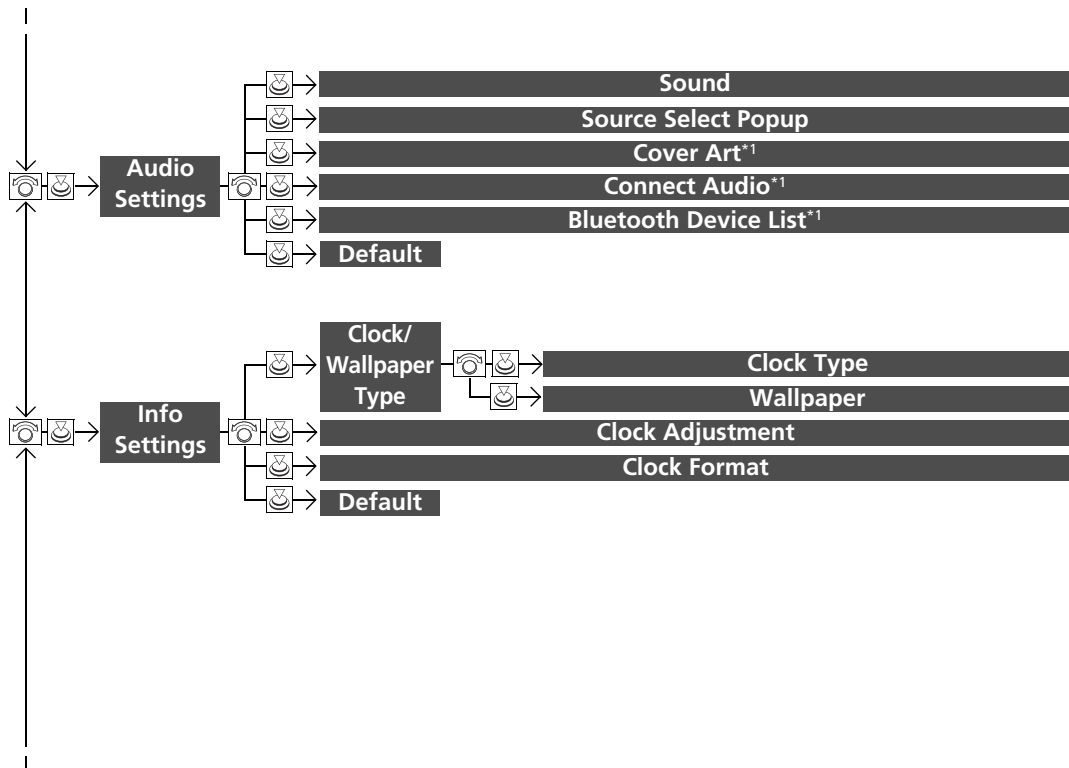 Audio
Settings
Sound
Source Select Popup
Cover Art*1
Connect Audio*1
Bluetooth Device List*1
Default
Info
Settings
Clock/
Wallpaper
Type
Clock Type
Wallpaper
Clock Adjustment
Clock Format
Default